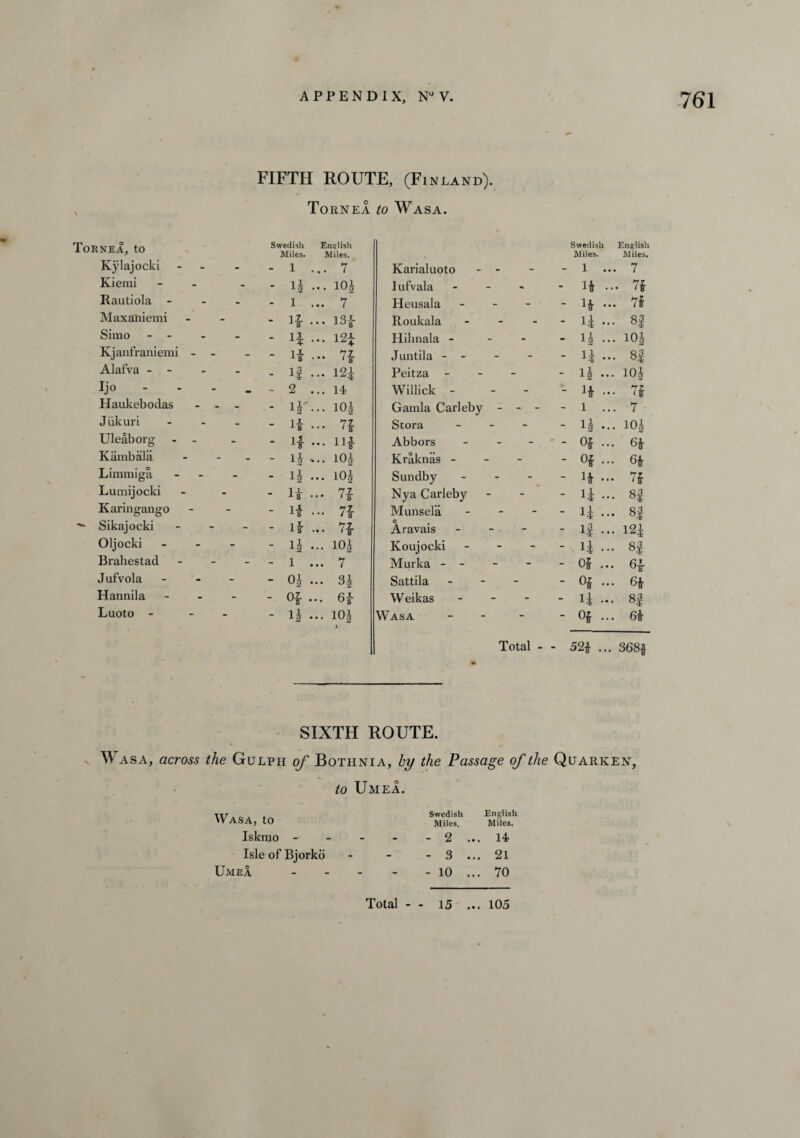 APPENDIX, Nº V.
761
FIFTH ROUTE, (FINLAND).
TORNEÅ to WASA.
Swedish Miles. English Miles.
TORNEÅ, to
Kylajocki - - - - 1 ... 7
Kiemi - - - - 1½ ... 10½
Rautiola - - - - 1 ... 7
Maxaniemi - - - 1⅞ ... 13⅛
Simo - - - - - 1¾ ... 12¼
Kjanfraniemi - - - - 1⅛ ... 7⅞
Alafva - - - - - 1¾ ... 12¼
Ijo - - - - - 2 ... 14
Haukebodas - - - - 1½ ... 10½
Jükuri - - - - 1⅛ ... 7⅞
Uleåborg - - - - 1⅝ ... 11⅜
Kämbälä - - - - 1½ ... 10½
Limmigå - - - - 1½ ... 10½
Lumijocki - - - 1⅛ ... 7⅞
Karingango - - - 1⅛ ... 7⅞
Sikajocki - - - - 1⅛ ... 7⅞
Oljocki - - - - 1½ ... 10½
Brahestad - - - - 1 ... 7
Jufvola - - - - 0½ ... 3½
Hannila - - - - 0⅞ ... 6⅛
Luoto - - - - 1½ ... 10½
Swedish Miles. English Miles.
Karialuoto - - - - 1 ... 7
Jufvala - - - - 1⅛ ... 7⅞
Heusala - - - - 1⅛ ... 7⅞
Roukala - - - - 1¼ ... 8¾
Hihnala - - - - 1½ ... 10½
Juntila - - - - - 1¼ ... 8¾
Peitza - - - - 1½ ... 10½
Willick - - - - 1⅛ ... 7⅞
Gamla Carleby - - - - 1 ... 7
Stora - - - - 1½ ... 10½
Abbors - - - - 0⅞ ... 6⅛
Kråknäs - - - - 0⅞ ... 6⅛
Sundby - - - - 1⅛ ... 7⅞
Nya Carleby - - - 1¼ ... 8¾
Munselä - - - - 1¼ ... 8¾
Åravais - - - - 1¾ ... 12¼
Koujocki - - - - 1¼ ... 8¾
Murka - - - - - 0⅞ ... 6⅛
Sattila - - - - 0⅞ ... 6⅛
Weikas - - - - 1¼ ... 8¾
WASA - - - - 0⅞ ... 6⅛
Total - - 52⅝ ... 368⅜
SIXTH ROUTE.
WASA, across the GULPH of BOTHNIA, by the Passage of the QUARKEN,
to UMEÅ.
Swedish Miles. English Miles.
WASA, to
Iskmo - - - - - 2 ... 14
Isle of Bjorkö - - - 3 ... 21
UMEÅ - - - - - 10 ... 70
Total - - 15 ... 105